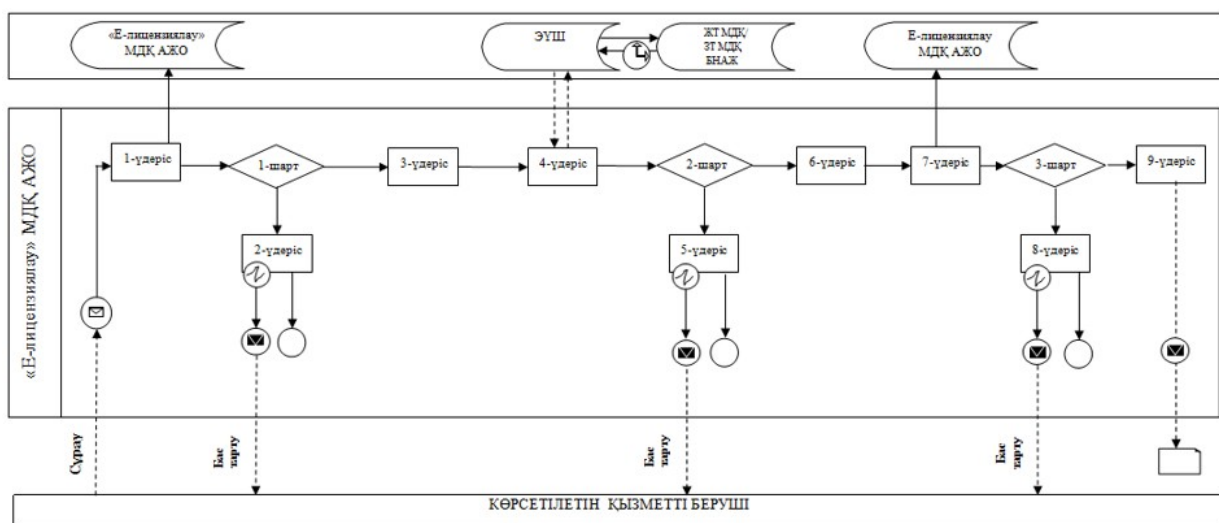 «Е-лицензиялау»
МДҚ АЖО
ЭҮШ
ЖТ МДҚ/
ЗТ МДҚ
БНАЖ
Е-лицензиялау
МДҚ АЖО
«Е-лицензиялау» МДҚ АЖО
1-үдеріс
1-шарт
3-үдеріс
4-үдеріс
2-шарт
6-үдеріс
7-үдеріс
3-шарт
9-үдеріс
2-үдеріс
5-үдеріс
8-үдеріс
Сұрау
Бас
тарту
Бас
тарту
Бас
тарту
КӨРСЕТІЛЕТІН ҚЫЗМЕТТІ БЕРУШІ